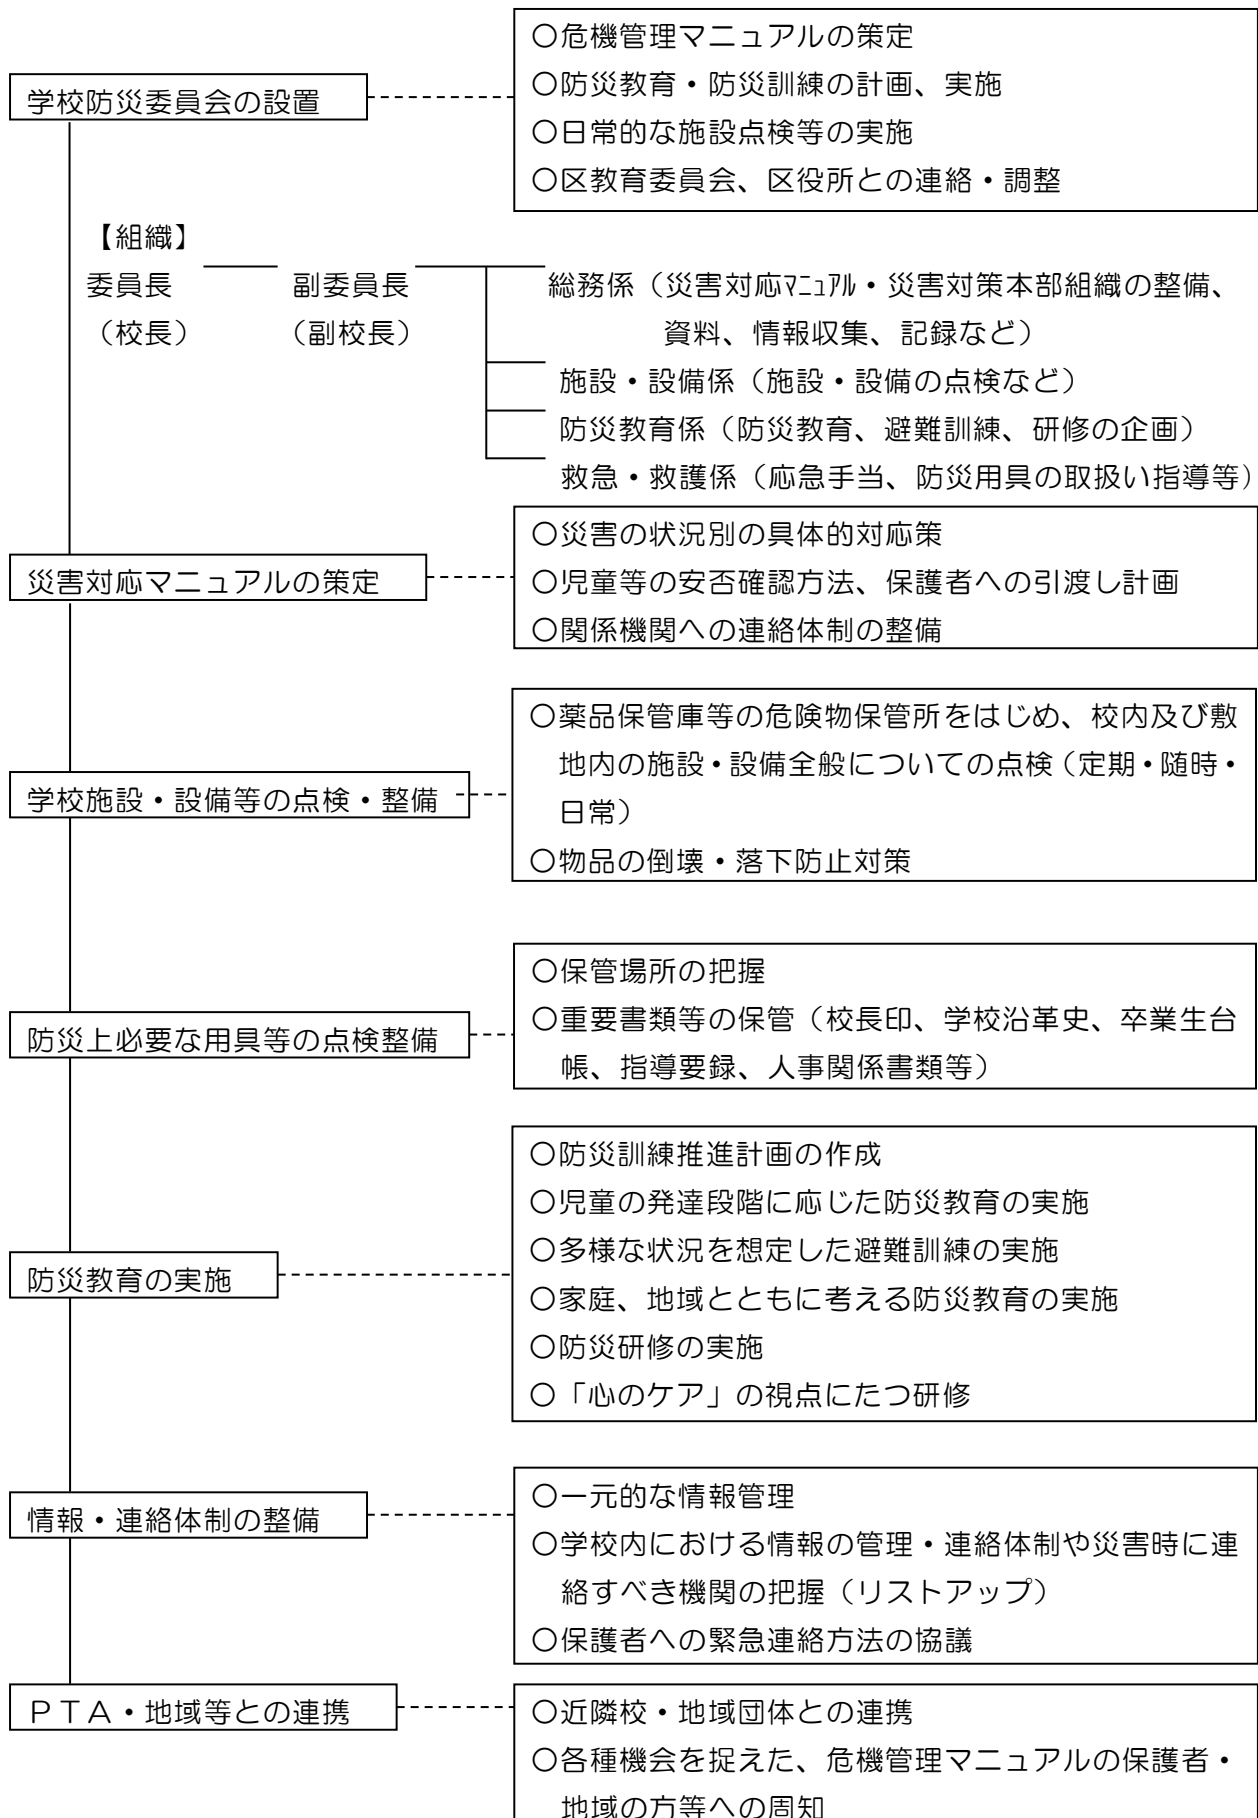 学校防災委員会の設置
〇危機管理マニュアルの策定
〇防災教育・防災訓練の計画、実施
〇日常的な施設点検等の実施
〇区教育委員会、区役所との連絡・調整
【組織】
委員長
（校長）
副委員長
（副校長）
総務係（災害対応ﾏﾆｭｱﾙ・災害対策本部組織の整備、
資料、情報収集、記録など）
施設・設備係（施設・設備の点検など）
防災教育係（防災教育、避難訓練、研修の企画）
救急・救護係（応急手当、防災用具の取扱い指導等）
災害対応マニュアルの策定
〇災害の状況別の具体的対応策
〇児童等の安否確認方法、保護者への引渡し計画
〇関係機関への連絡体制の整備
学校施設・設備等の点検・整備
〇薬品保管庫等の危険物保管所をはじめ、校内及び敷
地内の施設・設備全般についての点検（定期・随時・
日常）
〇物品の倒壊・落下防止対策
防災上必要な用具等の点検整備
〇保管場所の把握
〇重要書類等の保管（校長印、学校沿革史、卒業生台
帳、指導要録、人事関係書類等）
防災教育の実施
〇防災訓練推進計画の作成
〇児童の発達段階に応じた防災教育の実施
〇多様な状況を想定した避難訓練の実施
〇家庭、地域とともに考える防災教育の実施
〇防災研修の実施
〇「心のケア」の視点にたつ研修
情報・連絡体制の整備
〇一元的な情報管理
〇学校内における情報の管理・連絡体制や災害時に連
絡すべき機関の把握（リストアップ）
〇保護者への緊急連絡方法の協議
ＰＴＡ・地域等との連携
〇近隣校・地域団体との連携
〇各種機会を捉えた、危機管理マニュアルの保護者・
地域の方等への周知